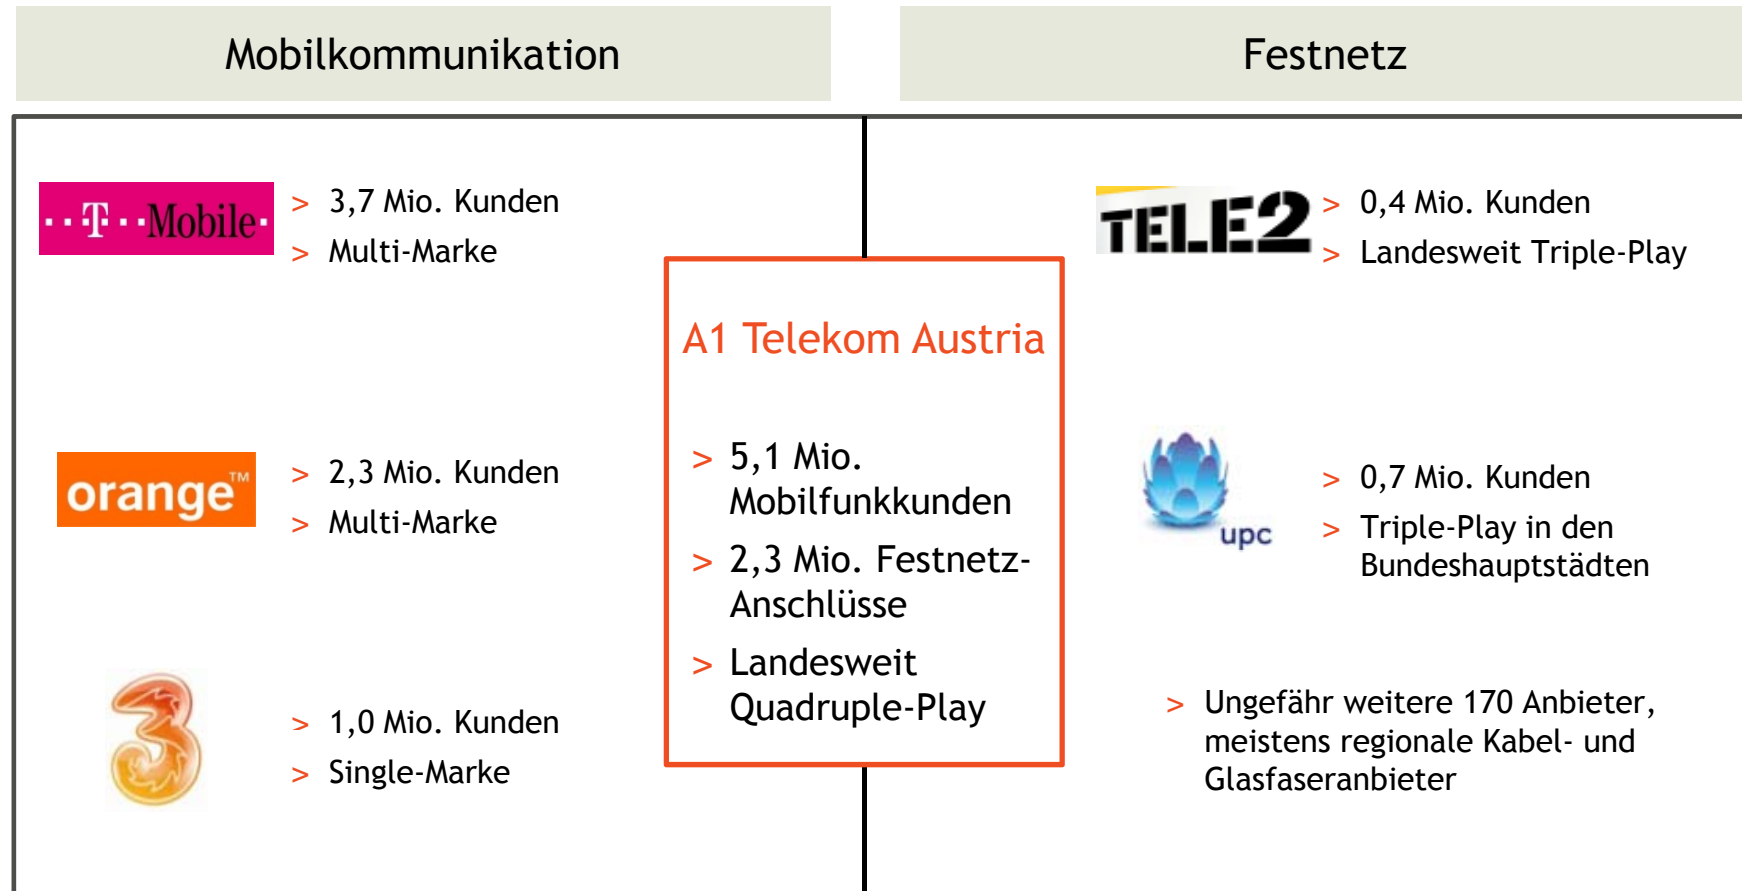 Mobilkommunikation
Festnetz
··T··Mobile·
> 3,7 Mio. Kunden
> Multi-Marke
orange™
> 2,3 Mio. Kunden
> Multi-Marke
3
> 1,0 Mio. Kunden
> Single-Marke
A1 Telekom Austria
> 5,1 Mio.
Mobilfunkkunden
> 2,3 Mio. Festnetz-
Anschlüsse
> Landesweit
Quadruple-Play
TELE2
> 0,4 Mio. Kunden
> Landesweit Triple-Play
upc
> 0,7 Mio. Kunden
> Triple-Play in den
Bundeshauptstädten
> Ungefähr weitere 170 Anbieter,
meistens regionale Kabel- und
Glasfaseranbieter